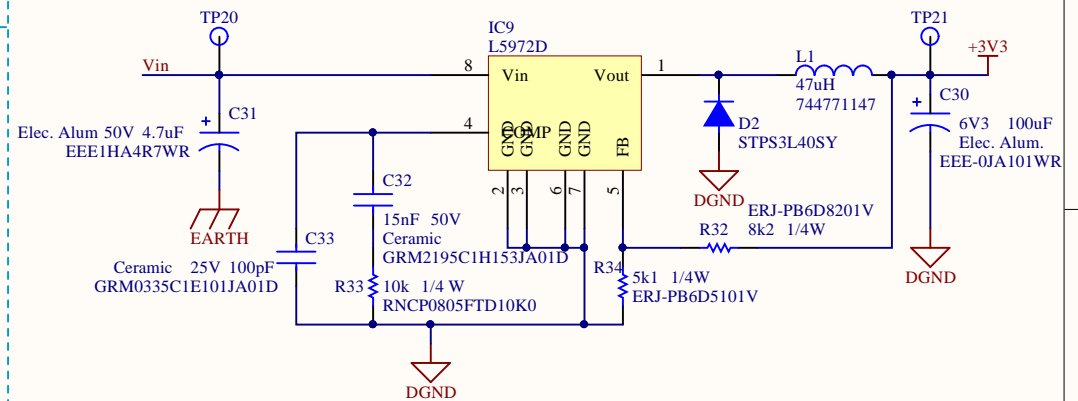 TP20
Vin
C31
Elec. Alum 50V 4.7uF
EEE1HA4R7WR
EARTH
C33
Ceramic 25V 100pF
GRM0335C1E101JA01D
C32
15nF 50V
Ceramic
GRM2195C1H153JA01D
R33 10k 1/4 W
RNCP0805FTD10K0
DGND
IC9
L5972D
8
Vin
Vout
1
4
COMP
GND
GND
GND
GND
FB
2
3
6
7
5
R34
5k1 1/4W
ERJ-PB6D5101V
D2
STPS3L40SY
DGND
L1
47uH
744771147
ERJ-PB6D8201V
R32 8k2 1/4W
TP21
+3V3
C30
6V3 100uF
Elec. Alum.
EEE-0JA101WR
DGND